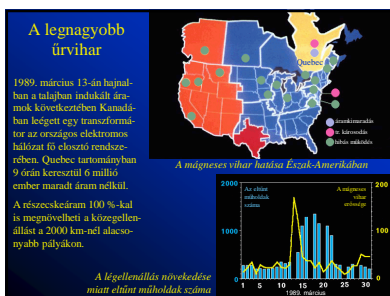 A legnagyobb
űrvihar
1989. március 13-án hajnal-
ban a talajban indukált ára-
mok következtében Kanadá-
ban leégett egy transzformá-
tor az országos elektromos
hálózat fő elosztó rendsze-
rében. Quebec tartományban
9 órán keresztül 6 millió
ember maradt áram nélkül.
A részecskeáram 100 %-kal
is megnövelheti a közegellen-
állást a 2000 km-nél alacso-
nyabb pályákon.
A légellenállás növekedése
miatt eltűnt műholdak száma
Quebec
áramkimaradás
tr. károsodás
hibás működés
A mágneses vihar hatása Észak-Amerikában
2000
1000
0
Az eltűnt
műholdak
száma
A mágneses
vihar
erőssége
200
100
0
1 5 10 15 20 25 30
1989. március